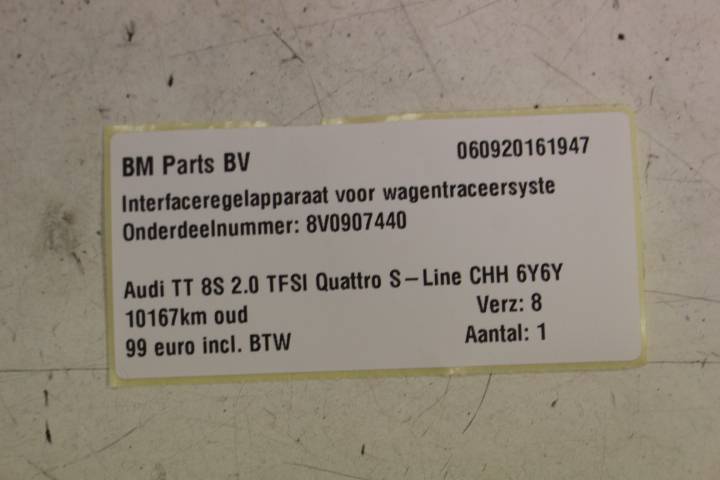 BM Parts BV 060920161947
Interfaceregelapparaat voor wagentraceersyste
Onderdeelnummer: 8V0907440
Audi TT 8S 2.0 TFSI Quattro S-Line CHH 6Y6Y
10167km oud Verz: 8
99 euro incl. BTW Aantal: 1